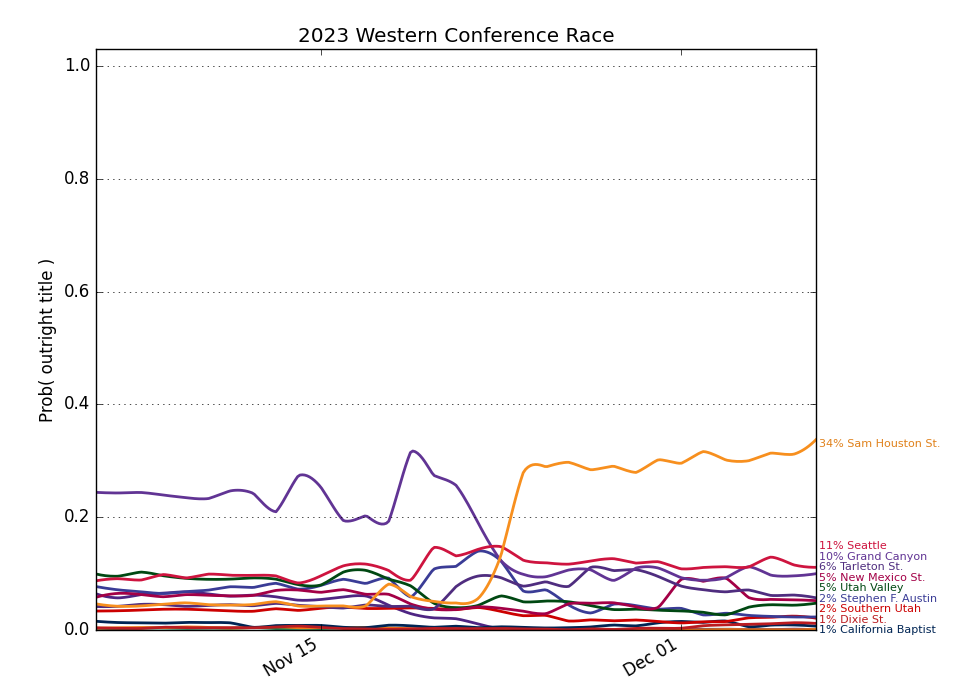 2023 Western Conference Race
Prob( outright title )
1.0
0.8
0.6
0.4
0.2
0.0
Nov 15
Dec 01
34% Sam Houston St.
11% Seattle
10% Grand Canyon
6% Tarleton St.
5% New Mexico St.
5% Utah Valley
2% Stephen F. Austin
2% Southern Utah
1% Dixie St.
1% California Baptist